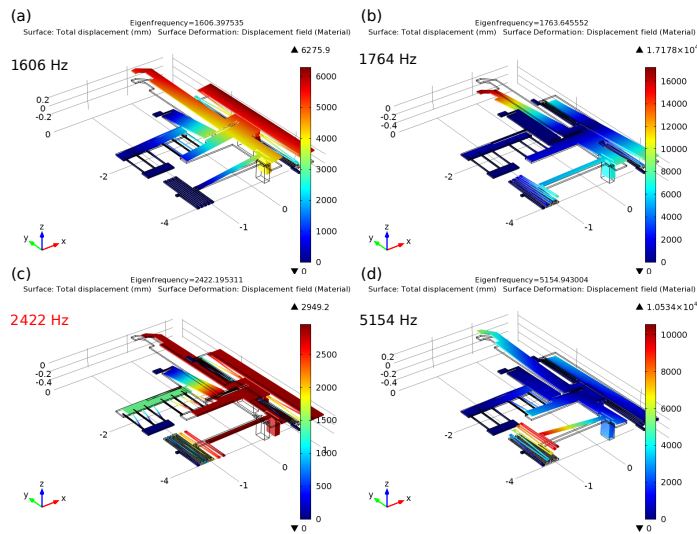 (a)
Eigenfrequency=1606.397535
Surface: Total displacement (mm) Surface Deformation: Displacement field (Material)
1606 Hz
▲ 6275.9
6000
5000
4000
3000
2000
1000
0
▼ 0
0.2
0
-0.2
-0.4
0
-2
-4
-1
0
z
y
x
(b)
Eigenfrequency=1763.645552
Surface: Total displacement (mm) Surface Deformation: Displacement field (Material)
1764 Hz
▲ 1.7178×10⁴
16000
14000
12000
10000
8000
6000
4000
2000
0
▼ 0
0.2
0
-0.2
-0.4
0
-2
-4
-1
0
z
y
x
(c)
Eigenfrequency=2422.195311
Surface: Total displacement (mm) Surface Deformation: Displacement field (Material)
2422 Hz
▲ 2949.2
2500
2000
1500
1000
500
0
▼ 0
0.2
0
-0.2
-0.4
0
-2
-4
-1
0
1
z
y
x
(d)
Eigenfrequency=5154.943004
Surface: Total displacement (mm) Surface Deformation: Displacement field (Material)
5154 Hz
▲ 1.0534×10⁴
10000
8000
6000
4000
2000
0
▼ 0
0.2
0
-0.2
-0.4
0
-2
-4
-1
0
z
y
x